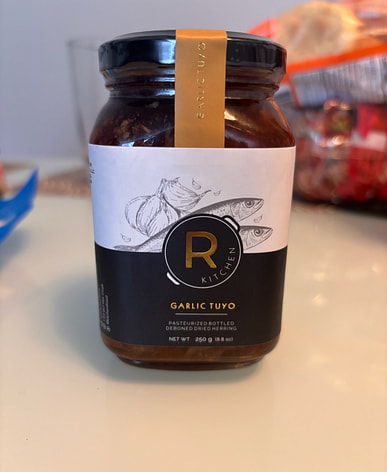 GARLIC TUYO
R
KITCHEN
GARLIC TUYO
PASTEURIZED BOTTLED
DEBONED DRIED HERRING
NET WT. 250 g (8.8 oz)